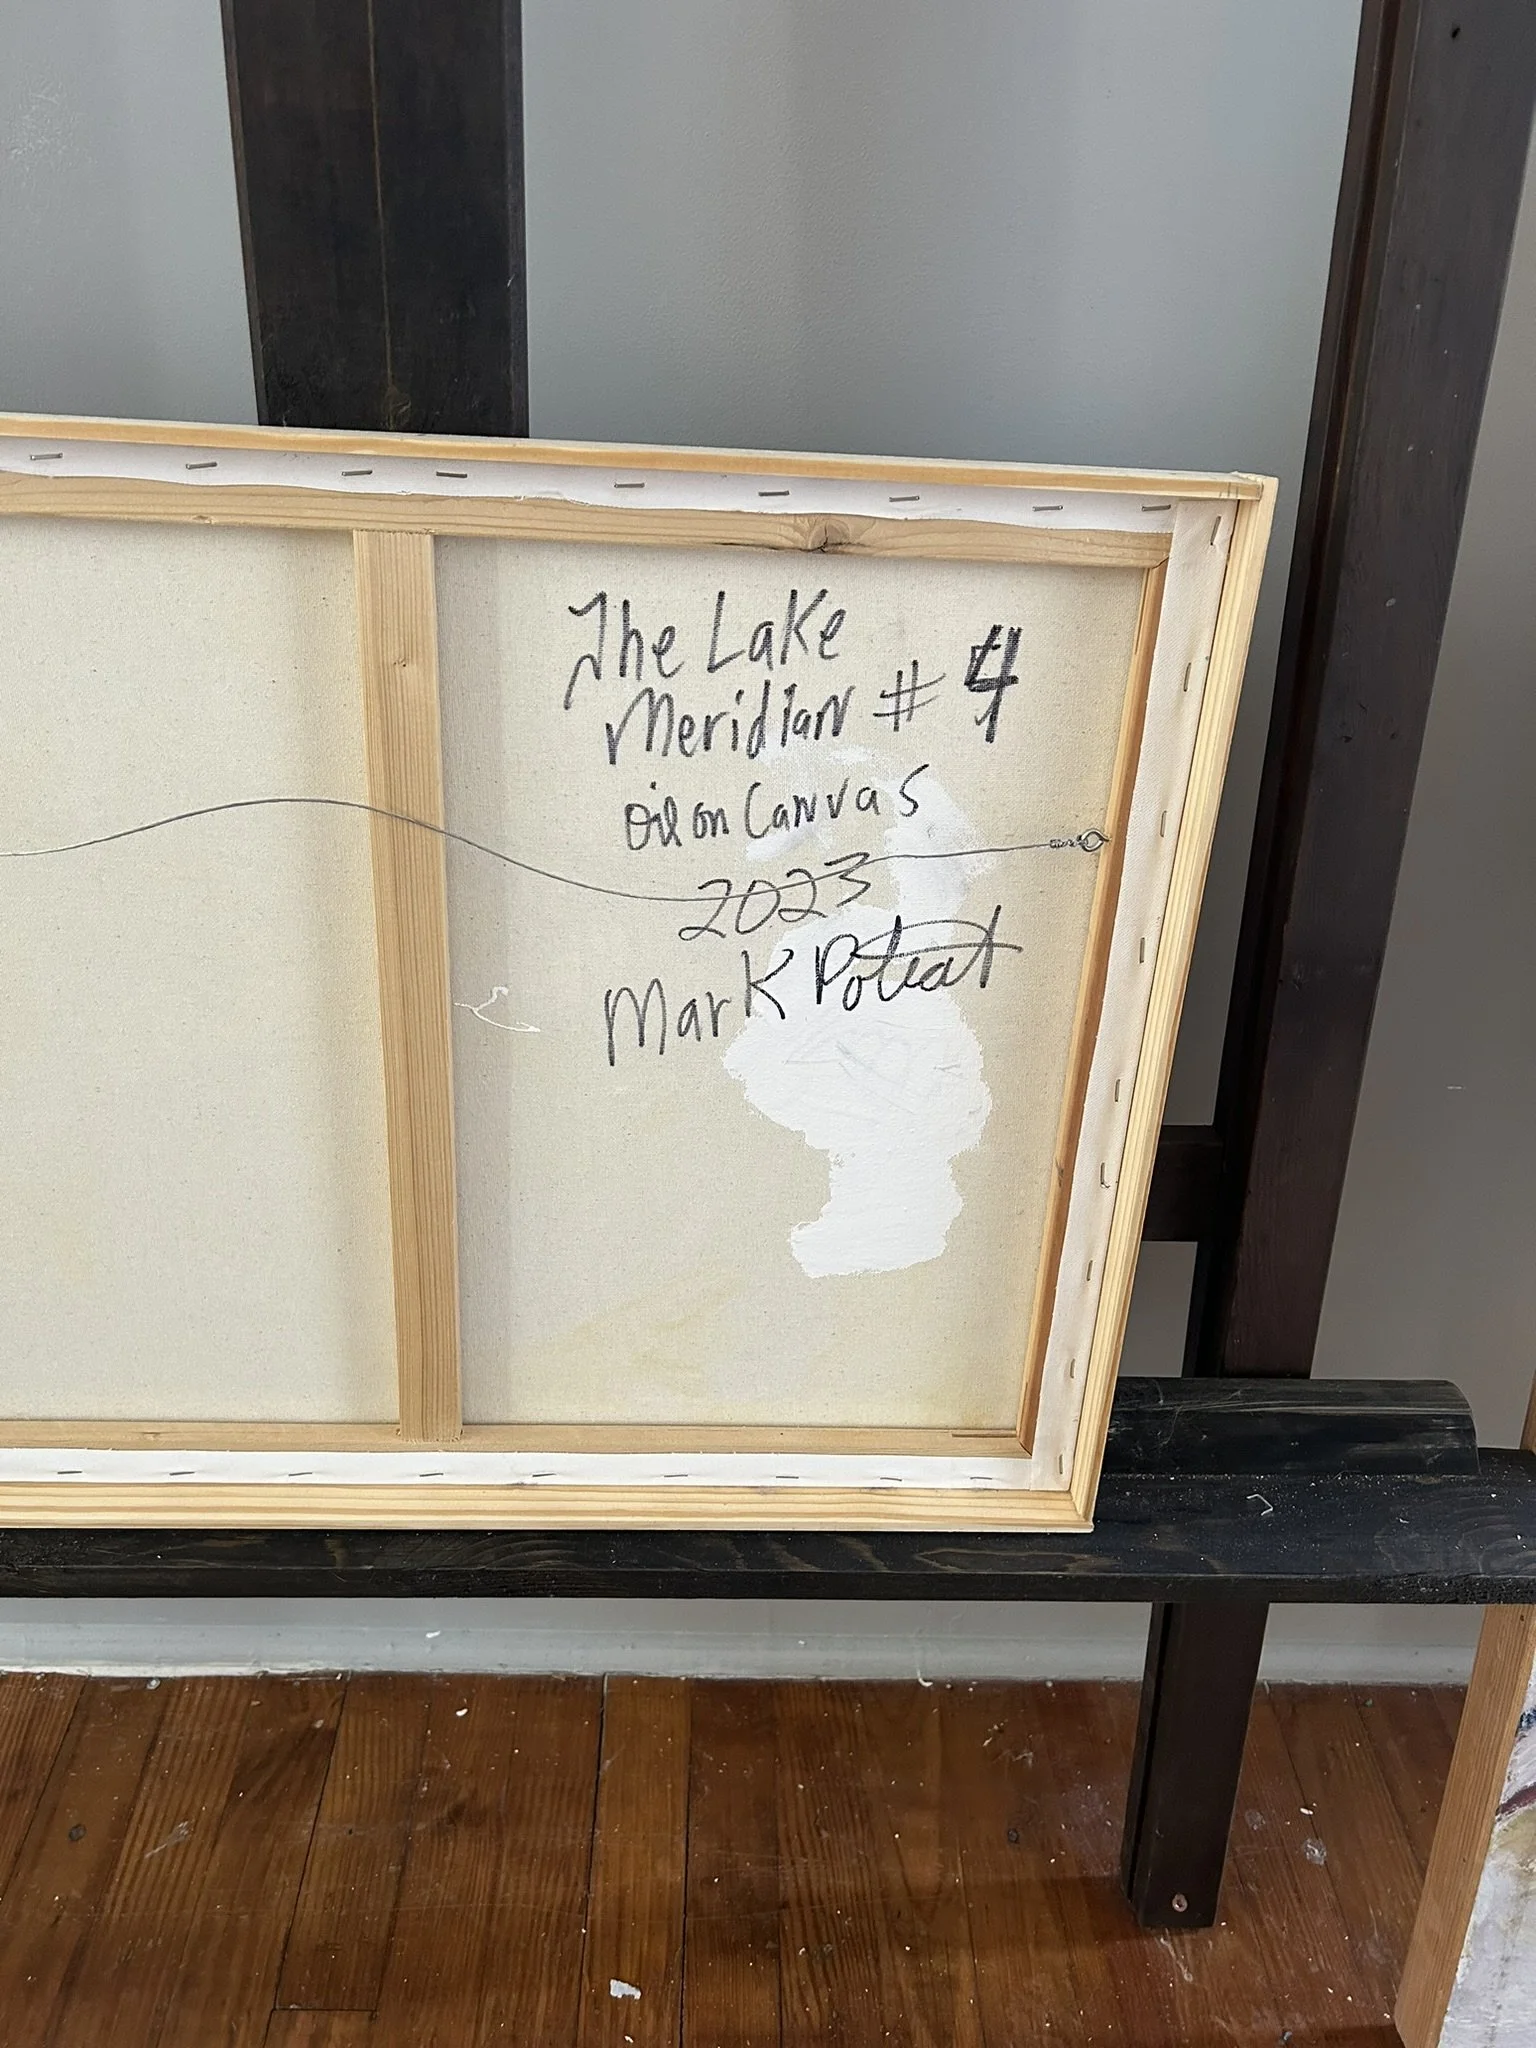 The Lake
Meridian # 4
Oil on Canvas
2023
Mark Poteat